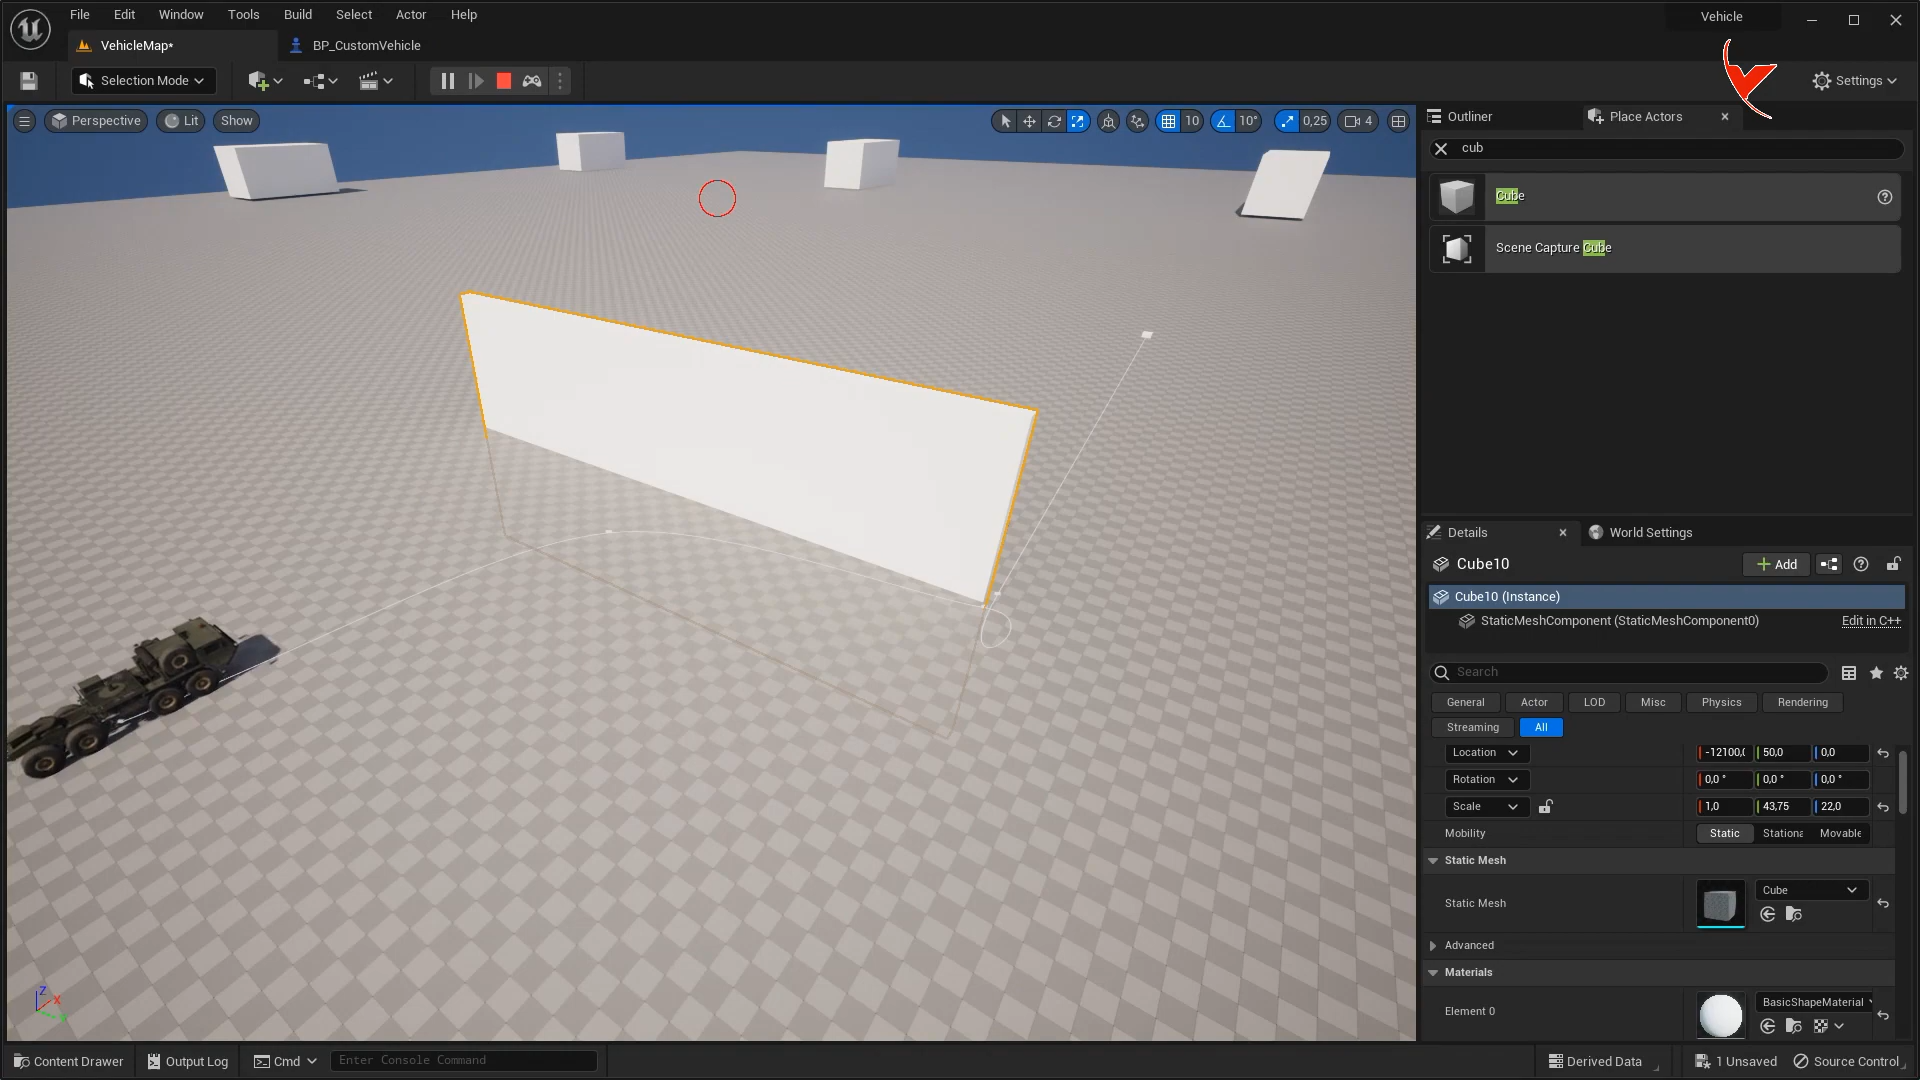 File Edit Window Tools Build Select Actor Help
Vehicle
VehicleMap*
BP_CustomVehicle
Selection Mode
Settings
Perspective
Lit
Show
10
10°
0,25
4
Outliner
Place Actors
cub
Cube
Scene Capture Cube
Details
World Settings
Cube10
Add
Cube10 (Instance)
StaticMeshComponent (StaticMeshComponent0)
Edit in C++
Search
General
Actor
LOD
Misc
Physics
Rendering
Streaming
All
Location
-12100,(
50,0
0,0
Rotation
0,0 °
0,0 °
0,0 °
Scale
1,0
43,75
22,0
Mobility
Static
Stationa
Movable
Static Mesh
Static Mesh
Cube
Advanced
Materials
Element 0
BasicShapeMaterial
Z
X
Y
Content Drawer
Output Log
Cmd
Enter Console Command
Derived Data
1 Unsaved
Source Control